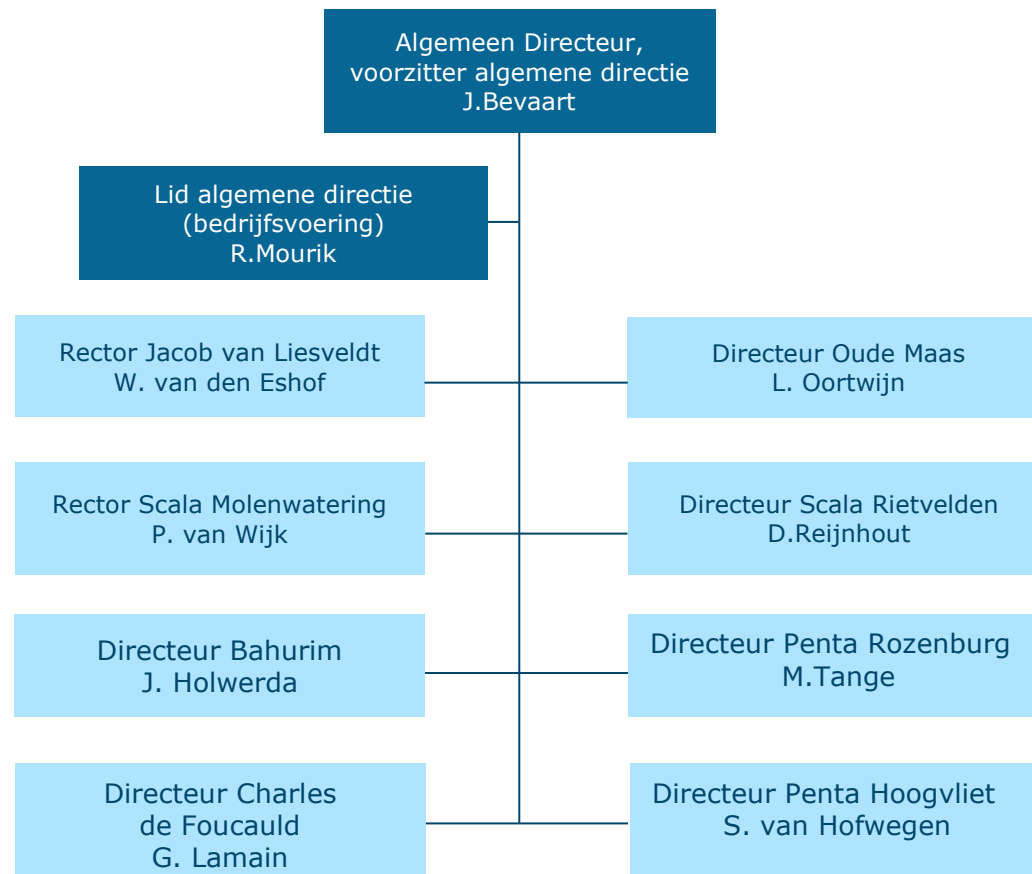 Algemeen Directeur,
voorzitter algemene directie
J.Bevaart
Lid algemene directie
(bedrijfsvoering)
R.Mourik
Rector Jacob van Liesveldt
W. van den Eshof
Directeur Oude Maas
L. Oortwijn
Rector Scala Molenwatering
P. van Wijk
Directeur Scala Rietvelden
D.Reijnhout
Directeur Bahurim
J. Holwerda
Directeur Penta Rozenburg
M.Tange
Directeur Charles
de Foucauld
G. Lamain
Directeur Penta Hoogvliet
S. van Hofwegen